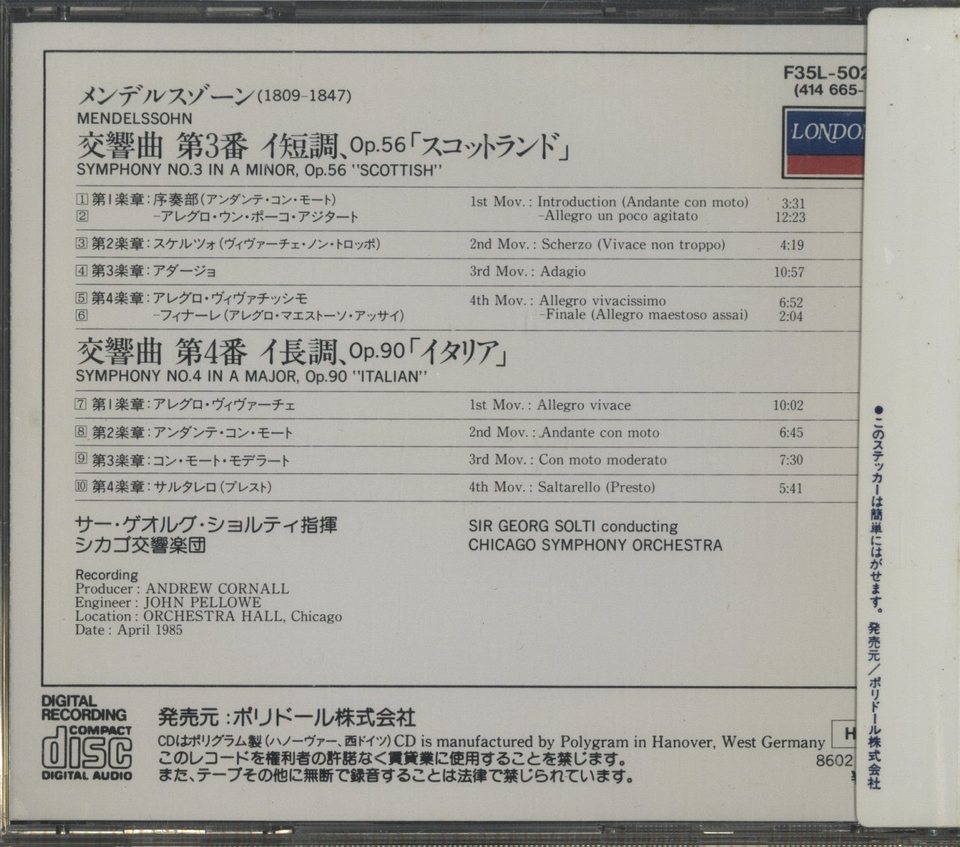 F35L-502
(414 665-
LONDO
メンデルスゾーン(1809-1847)
MENDELSSOHN
交響曲 第3番 イ短調、Op.56「スコットランド」
SYMPHONY NO.3 IN A MINOR, Op.56 "SCOTTISH"
1 第1楽章：序奏部(アンダンテ・コン・モート) 1st Mov. : Introduction (Andante con moto) 3:31
2 -アレグロ・ウン・ポーコ・アジタート -Allegro un poco agitato 12:23
3 第2楽章：スケルツォ(ヴィヴァーチェ・ノン・トロッポ) 2nd Mov. : Scherzo (Vivace non troppo) 4:19
4 第3楽章：アダージョ 3rd Mov. : Adagio 10:57
5 第4楽章：アレグロ・ヴィヴァチッシモ 4th Mov. : Allegro vivacissimo 6:52
6 -フィナーレ(アレグロ・マエストーソ・アッサイ) -Finale (Allegro maestoso assai) 2:04
交響曲 第4番 イ長調、Op.90「イタリア」
SYMPHONY NO.4 IN A MAJOR, Op.90 "ITALIAN"
7 第1楽章：アレグロ・ヴィヴァーチェ 1st Mov. : Allegro vivace 10:02
8 第2楽章：アンダンテ・コン・モート 2nd Mov. : Andante con moto 6:45
9 第3楽章：コン・モート・モデラート 3rd Mov. : Con moto moderato 7:30
10 第4楽章：サルタレロ(プレスト) 4th Mov. : Saltarello (Presto) 5:41
サー・ゲオルグ・ショルティ指揮 SIR GEORG SOLTI conducting
シカゴ交響楽団 CHICAGO SYMPHONY ORCHESTRA
Recording
Producer : ANDREW CORNALL
Engineer : JOHN PELLOWE
Location : ORCHESTRA HALL, Chicago
Date : April 1985
DIGITAL RECORDING
COMPACT disc DIGITAL AUDIO
発売元：ポリドール株式会社
CDはポリグラム製(ハノーヴァー、西ドイツ) CD is manufactured by Polygram in Hanover, West Germany H
このレコードを権利者の許諾なく賃貸業に使用することを禁じます。 8602
また、テープその他に無断で録音することは法律で禁じられています。
●このステッカーは簡単にはがせます。発売元／ポリドール株式会社